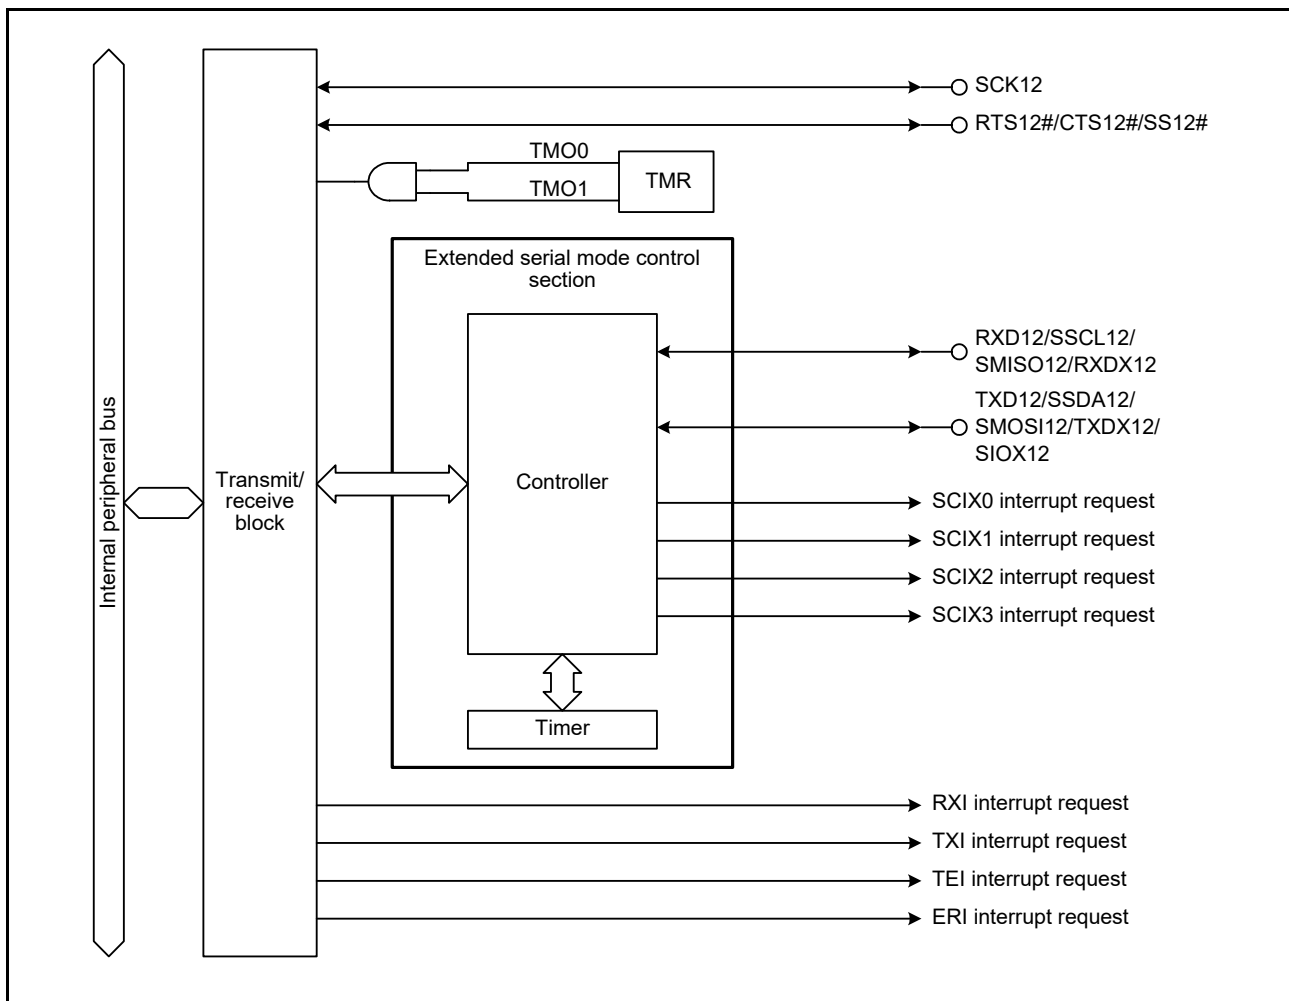 SCK12
RTS12#/CTS12#/SS12#
TMO0
TMO1
TMR
Extended serial mode control
section
RXD12/SSCL12/
SMISO12/RXDX12
TXD12/SSDA12/
SMOSI12/TXDX12/
SIOX12
Internal peripheral bus
Transmit/
receive
block
Controller
SCIX0 interrupt request
SCIX1 interrupt request
SCIX2 interrupt request
SCIX3 interrupt request
Timer
RXI interrupt request
TXI interrupt request
TEI interrupt request
ERI interrupt request